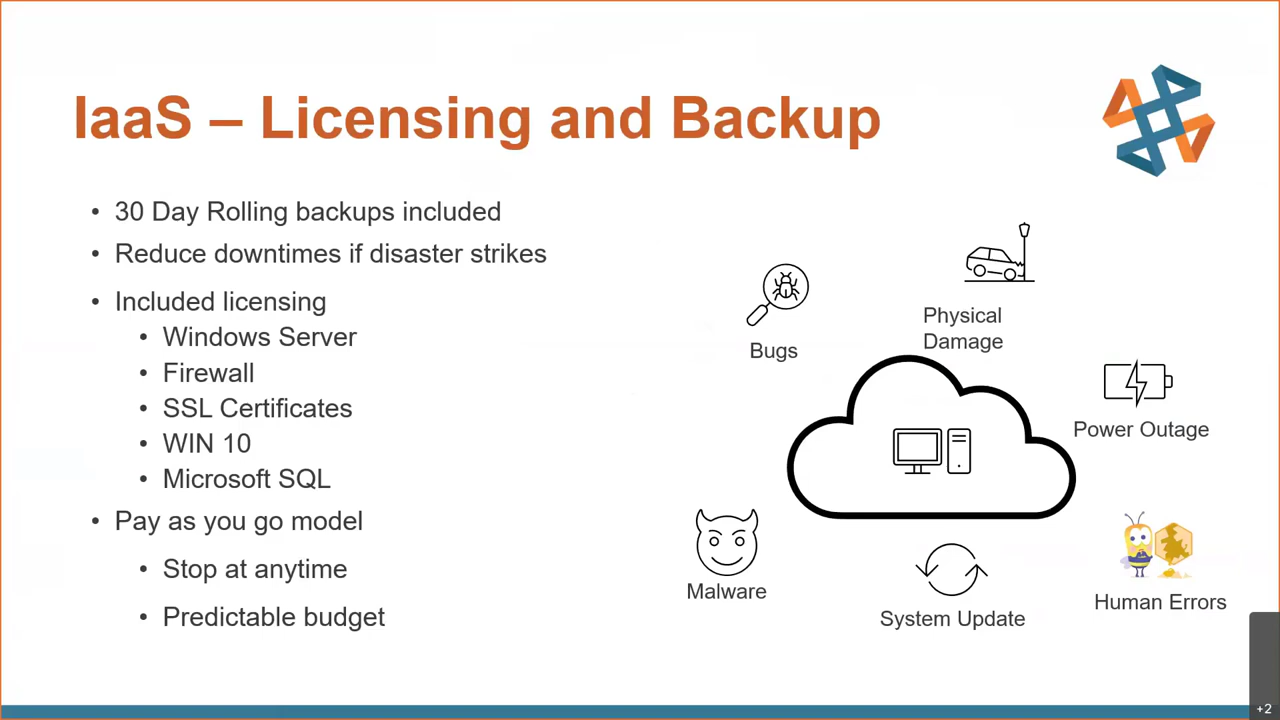 IaaS – Licensing and Backup
• 30 Day Rolling backups included
• Reduce downtimes if disaster strikes
• Included licensing
• Windows Server
• Firewall
• SSL Certificates
• WIN 10
• Microsoft SQL
• Pay as you go model
• Stop at anytime
• Predictable budget
Bugs
Physical
Damage
Power Outage
Malware
System Update
Human Errors
+2